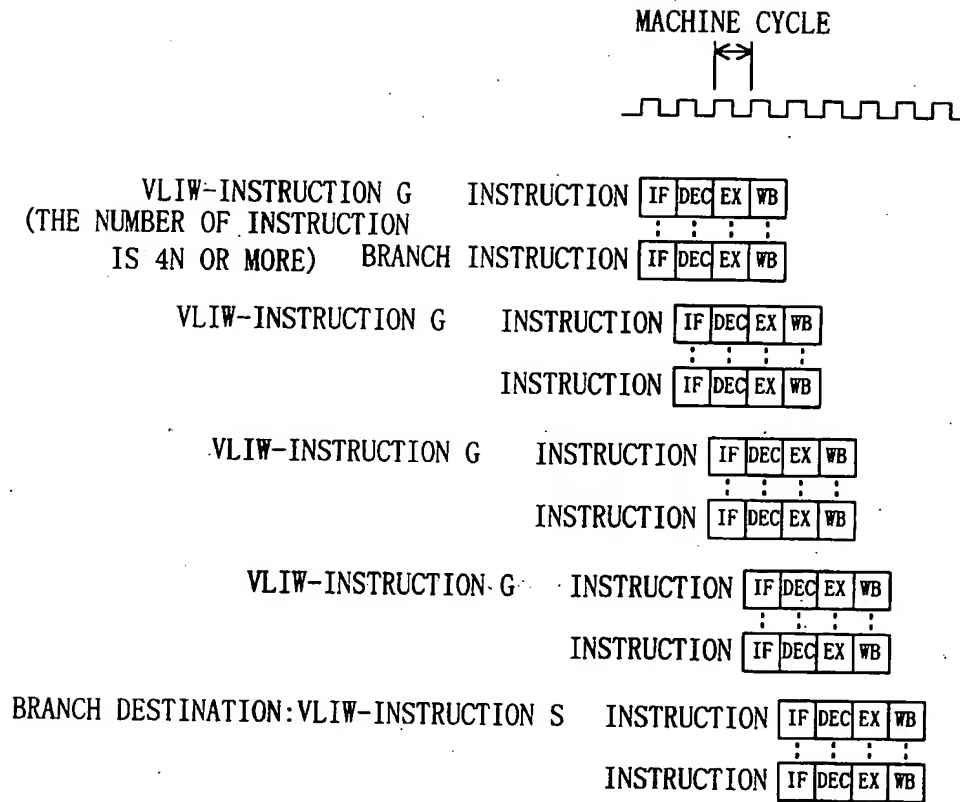 MACHINE CYCLE
VLIW-INSTRUCTION G INSTRUCTION IF DEC EX WB
(THE NUMBER OF INSTRUCTION
IS 4N OR MORE) BRANCH INSTRUCTION IF DEC EX WB
VLIW-INSTRUCTION G INSTRUCTION IF DEC EX WB
INSTRUCTION IF DEC EX WB
VLIW-INSTRUCTION G INSTRUCTION IF DEC EX WB
INSTRUCTION IF DEC EX WB
VLIW-INSTRUCTION G INSTRUCTION IF DEC EX WB
INSTRUCTION IF DEC EX WB
BRANCH DESTINATION:VLIW-INSTRUCTION S INSTRUCTION IF DEC EX WB
INSTRUCTION IF DEC EX WB